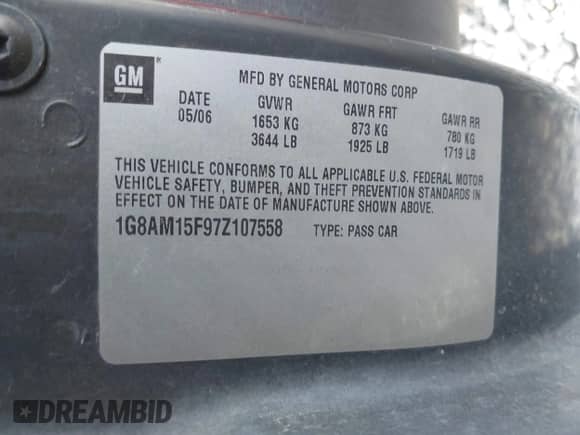 GM
MFD BY GENERAL MOTORS CORP
DATE GVWR GAWR FRT GAWR RR
05/06 1653 KG 873 KG 780 KG
3644 LB 1925 LB 1719 LB
THIS VEHICLE CONFORMS TO ALL APPLICABLE U.S. FEDERAL MOTOR
VEHICLE SAFETY, BUMPER, AND THEFT PREVENTION STANDARDS IN
EFFECT ON THE DATE OF MANUFACTURE SHOWN ABOVE.
1G8AM15F97Z107558 TYPE: PASS CAR
DREAMBID